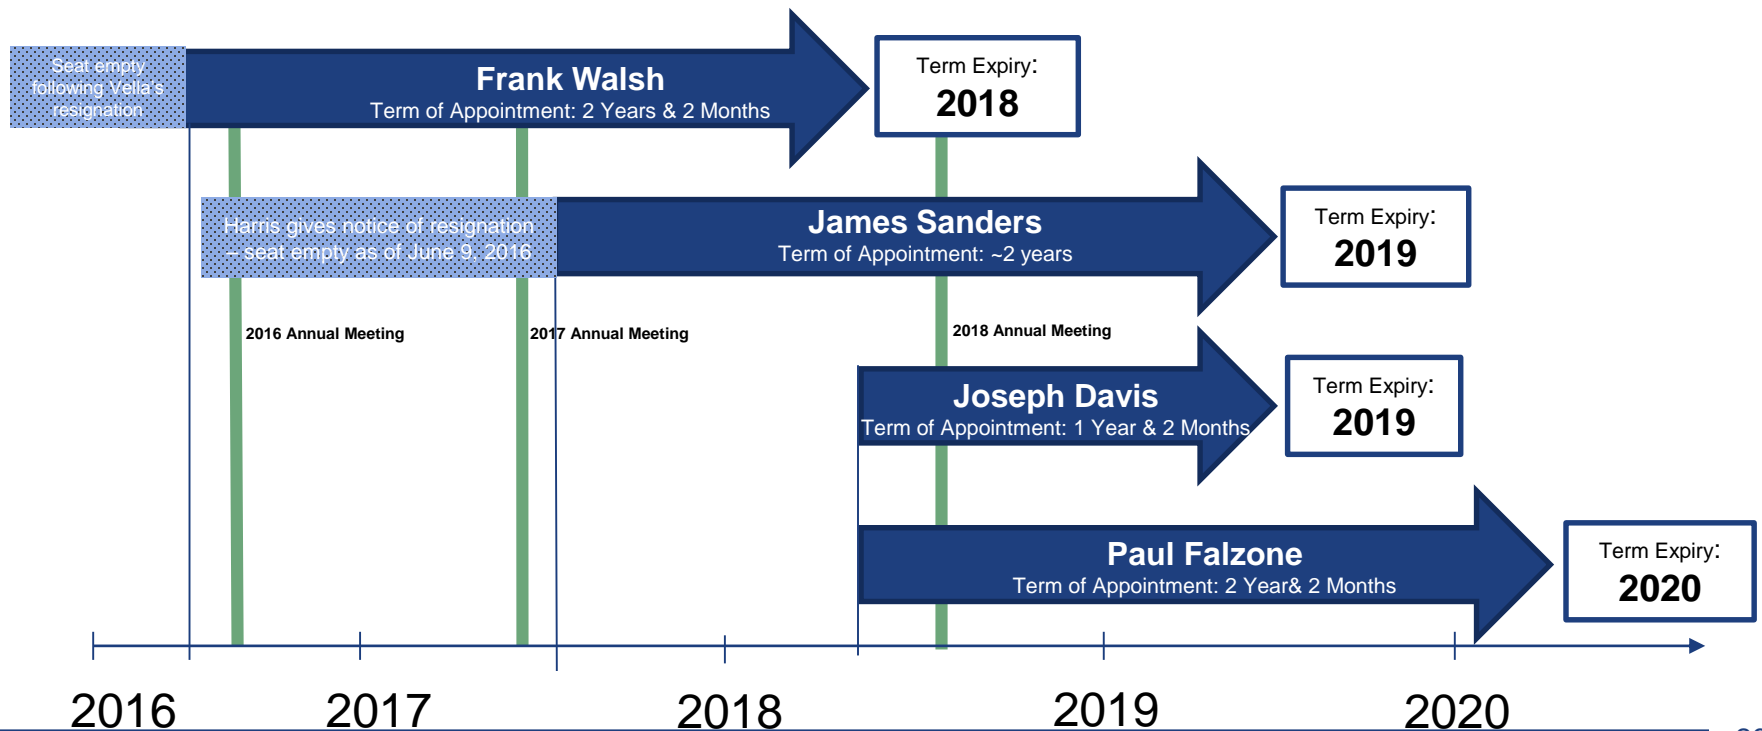 Seat empty
following Vella's
resignation
Frank Walsh
Term of Appointment: 2 Years & 2 Months
Term Expiry:
2018
Harris gives notice of resignation
– seat empty as of June 9, 2016
James Sanders
Term of Appointment: ~2 years
Term Expiry:
2019
2016 Annual Meeting
2017 Annual Meeting
2018 Annual Meeting
Joseph Davis
Term of Appointment: 1 Year & 2 Months
Term Expiry:
2019
Paul Falzone
Term of Appointment: 2 Year& 2 Months
Term Expiry:
2020
2016
2017
2018
2019
2020